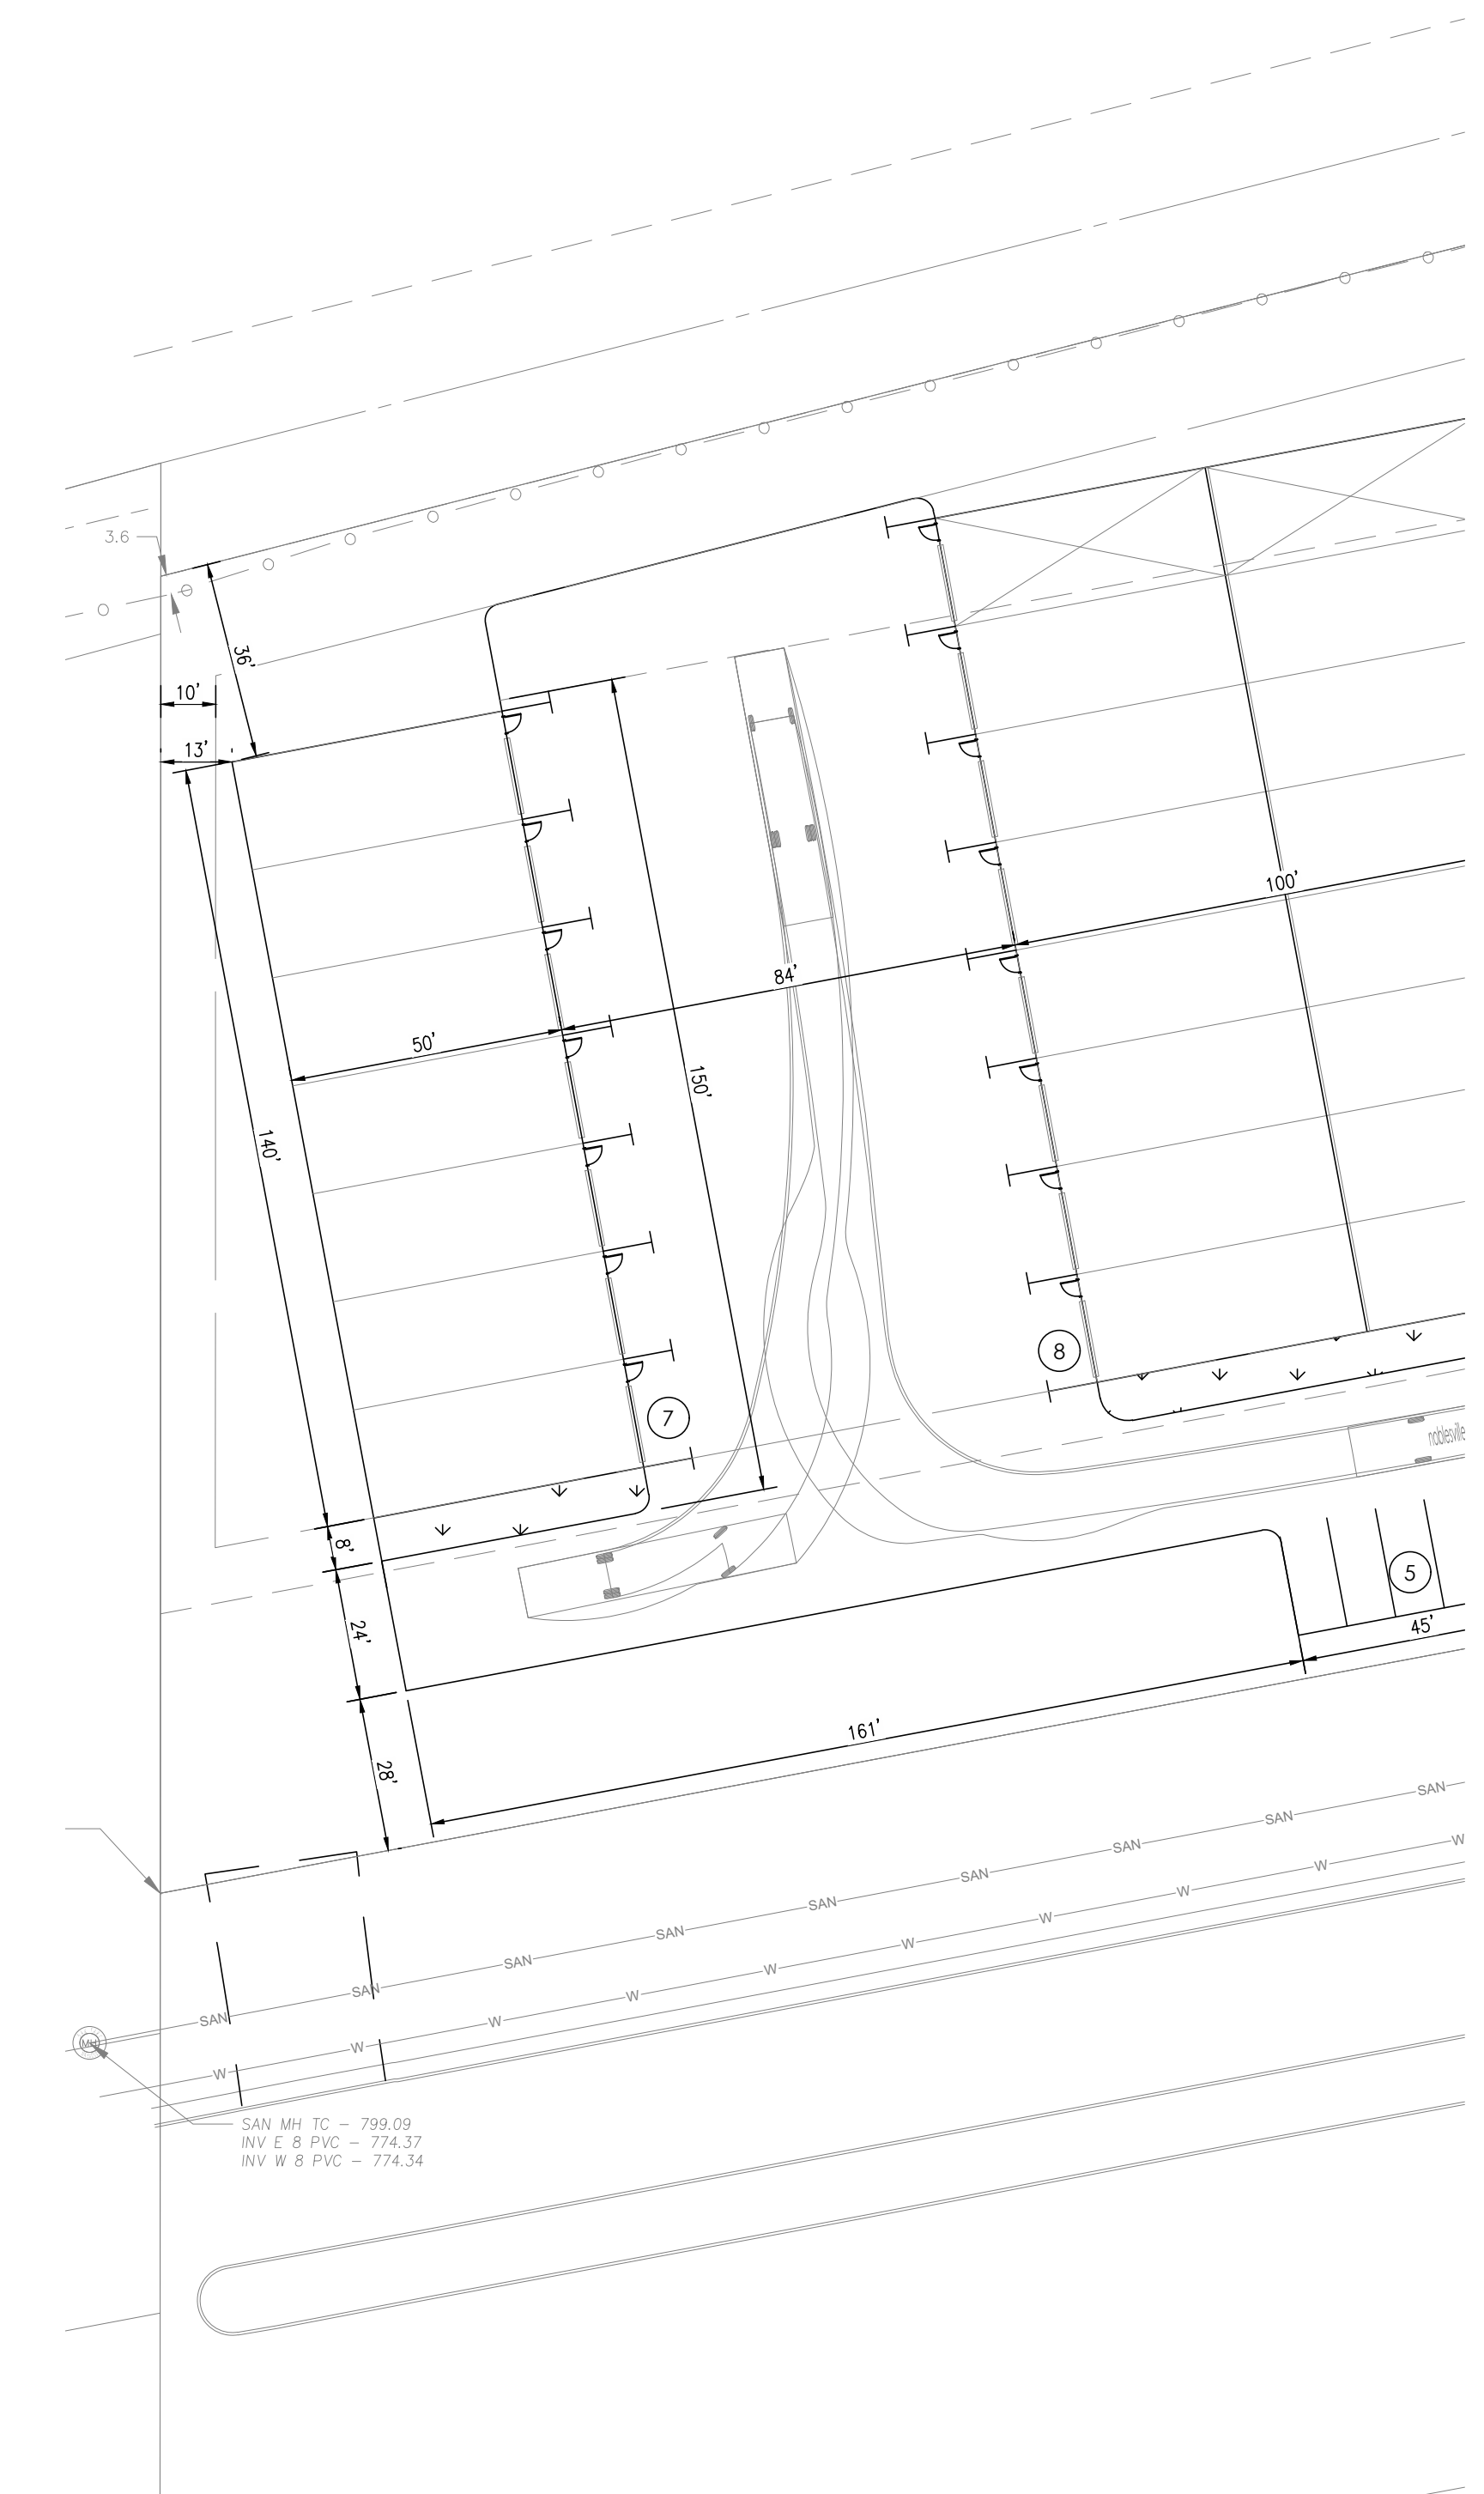 3.6
36'
10'
13'
100'
84'
50'
150'
140'
8
7
noblesville
8'
5
24'
45'
161'
28'
SAN
SAN
SAN
SAN
SAN
SAN
SAN
SAN
SAN
W
W
W
W
W
W
W
W
W
W
MH
SAN MH TC - 799.09
INV E 8 PVC - 774.37
INV W 8 PVC - 774.34